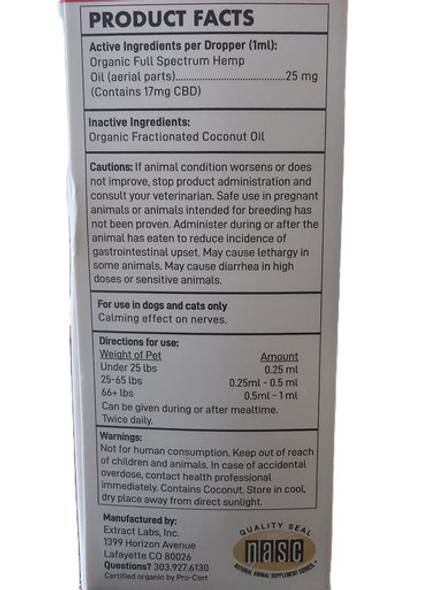 PRODUCT FACTS
Active Ingredients per Dropper (1ml):
Organic Full Spectrum Hemp
Oil (aerial parts)........................................25 mg
(Contains 17mg CBD)
Inactive Ingredients:
Organic Fractionated Coconut Oil
Cautions: If animal condition worsens or does
not improve, stop product administration and
consult your veterinarian. Safe use in pregnant
animals or animals intended for breeding has
not been proven. Administer during or after the
animal has eaten to reduce incidence of
gastrointestinal upset. May cause lethargy in
some animals. May cause diarrhea in high
doses or sensitive animals.
For use in dogs and cats only
Calming effect on nerves.
Directions for use:
Weight of Pet Amount
Under 25 lbs 0.25 ml
25-65 lbs 0.25ml - 0.5 ml
66+ lbs 0.5ml - 1 ml
Can be given during or after mealtime.
Twice daily.
Warnings:
Not for human consumption. Keep out of reach
of children and animals. In case of accidental
overdose, contact health professional
immediately. Contains Coconut. Store in cool,
dry place away from direct sunlight.
Manufactured by:
Extract Labs, Inc.
1399 Horizon Avenue
Lafayette CO 80026
Questions? 303.927.6130
Certified organic by Pro-Cert
QUALITY SEAL
nasc
NATIONAL ANIMAL SUPPLEMENT COUNCIL